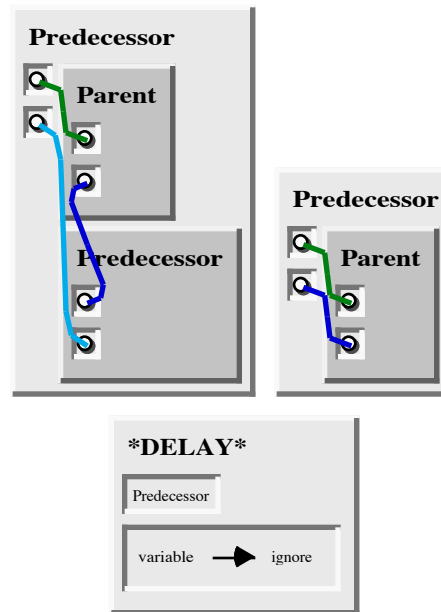 Predecessor
Parent
Predecessor
Predecessor
Parent
*DELAY*
Predecessor
variable ignore